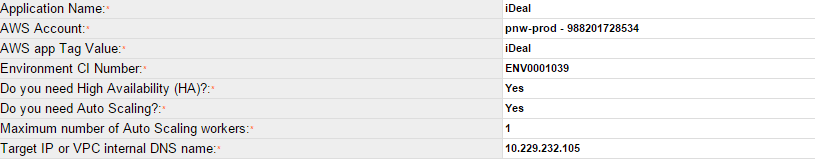 Application Name:* iDeal
AWS Account:* pnw-prod - 988201728534
AWS app Tag Value:* iDeal
Environment CI Number:* ENV0001039
Do you need High Availability (HA)?:* Yes
Do you need Auto Scaling?:* Yes
Maximum number of Auto Scaling workers:* 1
Target IP or VPC internal DNS name:* 10.229.232.105